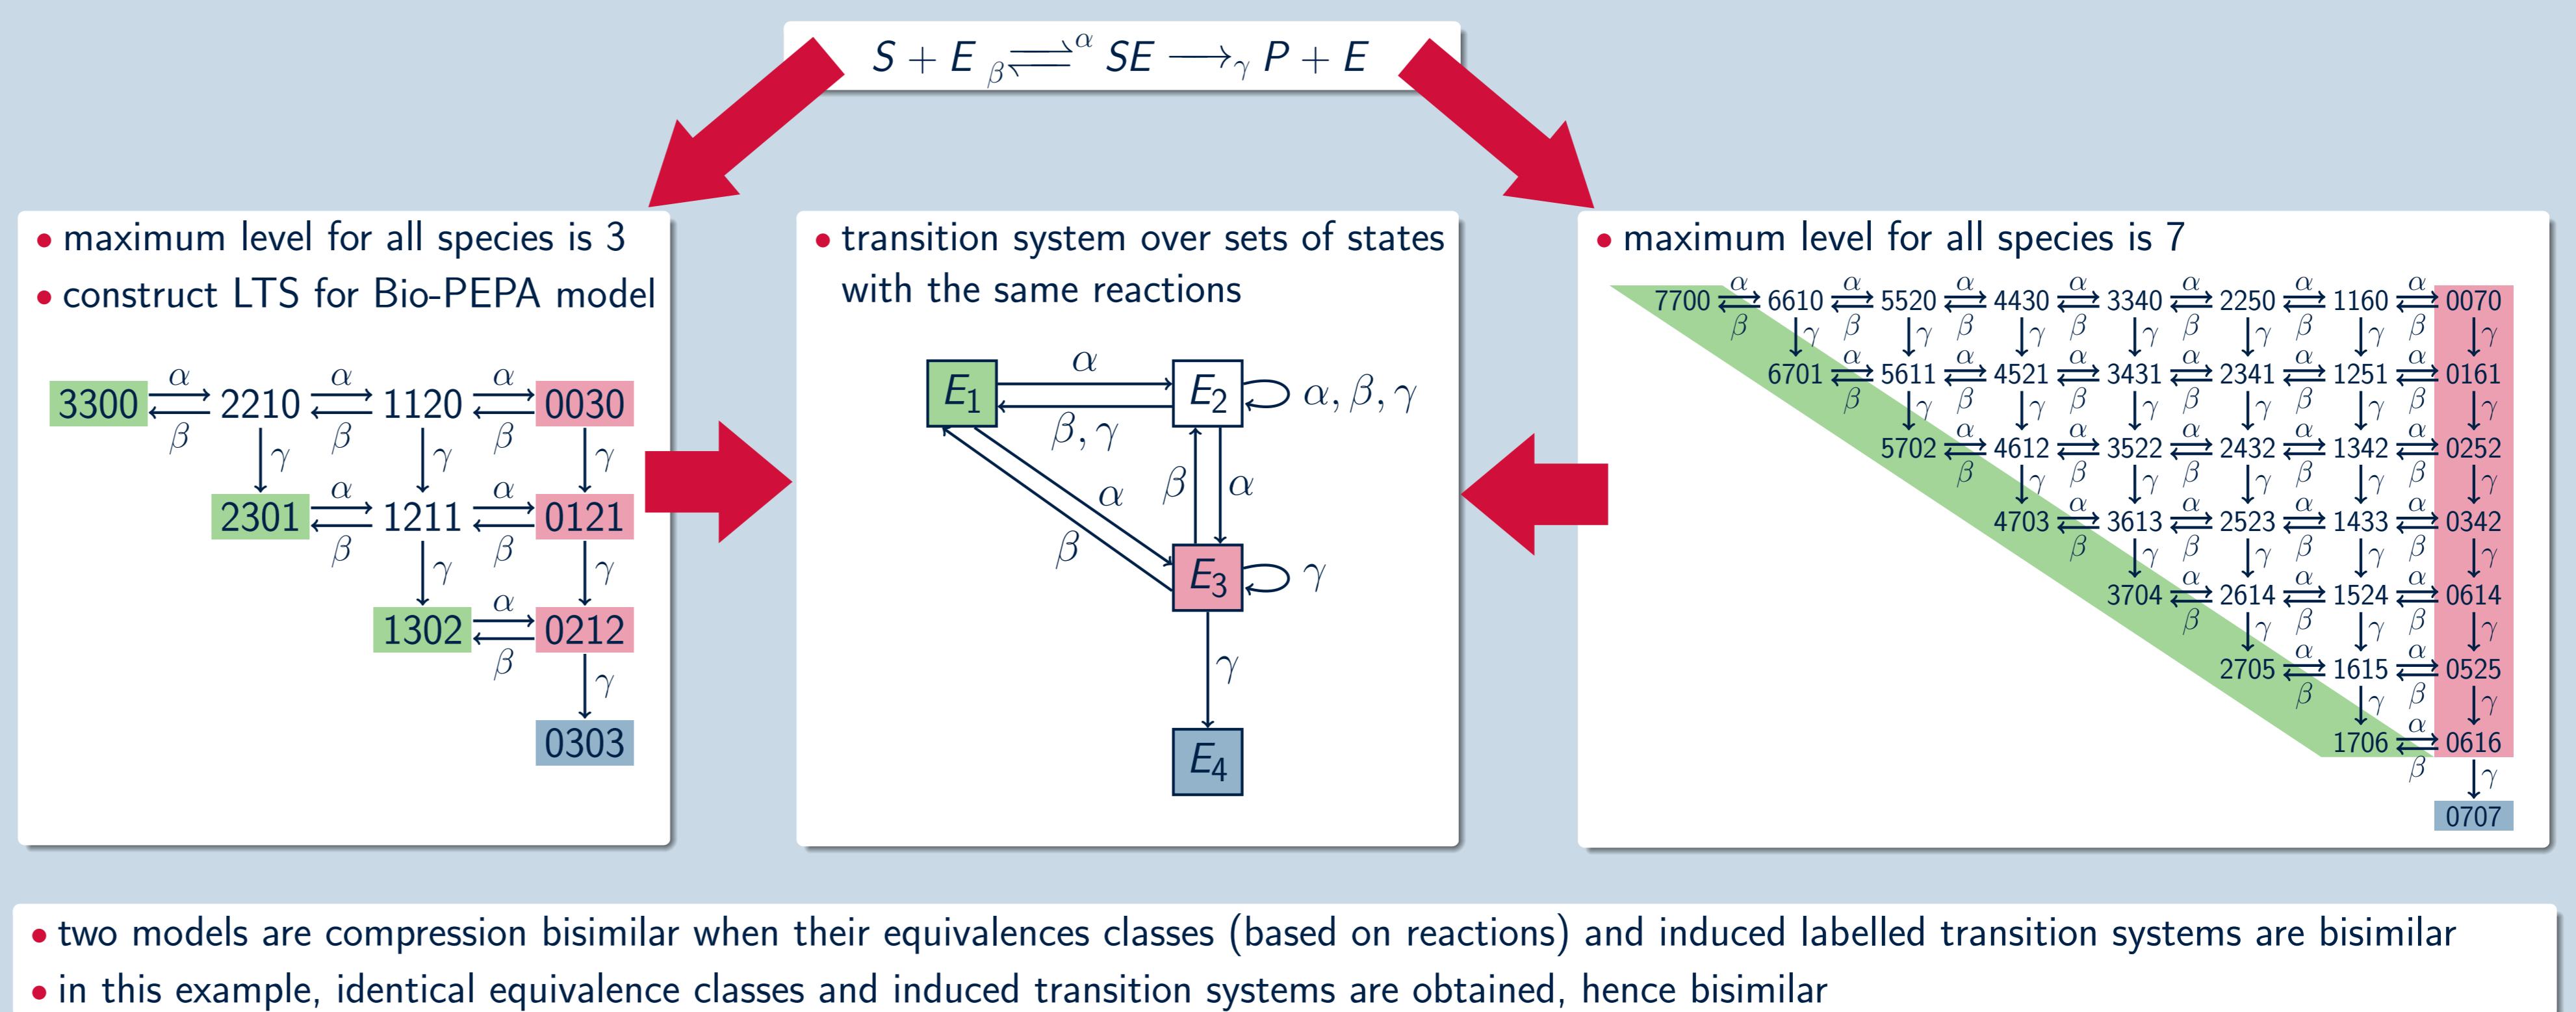 S + E β⇌α SE ⟶γ P + E
• maximum level for all species is 3
• construct LTS for Bio-PEPA model
α α α
3300 2210 1120 0030
β β β
γ γ γ
α α
2301 1211 0121
β β
γ γ
α
1302 0212
β
γ
0303
• transition system over sets of states
with the same reactions
α
E1 E2 α, β, γ
β, γ
α β α
β
E3 γ
γ
E4
• maximum level for all species is 7
α α α α α α α
7700 6610 5520 4430 3340 2250 1160 0070
β β β β β β β
γ γ γ γ γ γ γ
α α α α α α
6701 5611 4521 3431 2341 1251 0161
β β β β β β
γ γ γ γ γ γ
α α α α α
5702 4612 3522 2432 1342 0252
β β β β β
γ γ γ γ γ
α α α α
4703 3613 2523 1433 0342
β β β β
γ γ γ γ
α α α
3704 2614 1524 0614
β β β
γ γ γ
α α
2705 1615 0525
β β
γ γ
α
1706 0616
β
γ
0707
• two models are compression bisimilar when their equivalences classes (based on reactions) and induced labelled transition systems are bisimilar
• in this example, identical equivalence classes and induced transition systems are obtained, hence bisimilar